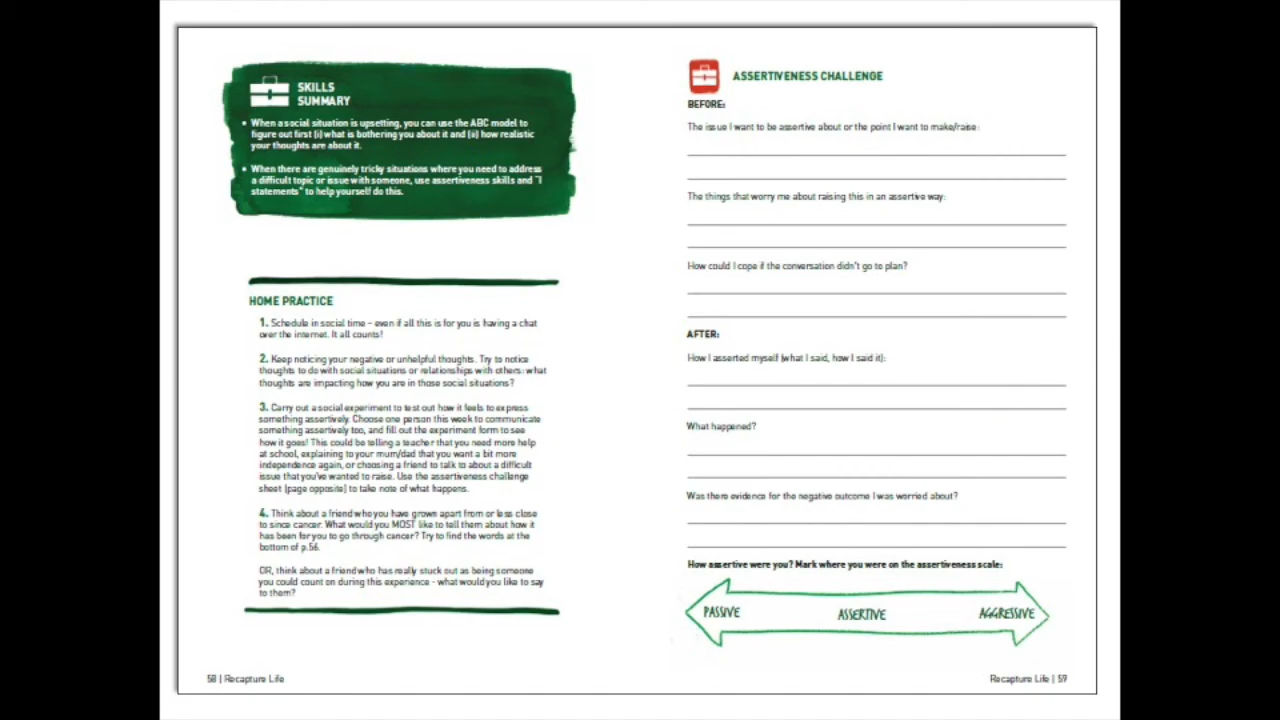 SKILLS
SUMMARY
• When a social situation is upsetting, you can use the ABC model to
figure out first (i) what is bothering you about it and (ii) how realistic
your thoughts are about it.
• When there are genuinely tricky situations where you need to address
a difficult topic or issue with someone, use assertiveness skills and "I
statements" to help yourself do this.
HOME PRACTICE
1. Schedule in social time – even if all this is for you is having a chat
over the internet. It all counts!
2. Keep noticing your negative or unhelpful thoughts. Try to notice
thoughts to do with social situations or relationships with others: what
thoughts are impacting how you are in those social situations?
3. Carry out a social experiment to test out how it feels to express
something assertively. Choose one person this week to communicate
something assertively too, and fill out the experiment form to see
how it goes! This could be telling a teacher that you need more help
at school, explaining to your mum/dad that you want a bit more
independence again, or choosing a friend to talk to about a difficult
issue that you've wanted to raise. Use the assertiveness challenge
sheet (page opposite) to take note of what happens.
4. Think about a friend who you have grown apart from or less close
to since cancer. What would you MOST like to tell them about how it
has been for you to go through cancer? Try to find the words at the
bottom of p.56.
OR, think about a friend who has really stuck out as being someone
you could count on during this experience - what would you like to say
to them?
58 | Recapture Life
ASSERTIVENESS CHALLENGE
BEFORE:
The issue I want to be assertive about or the point I want to make/raise:
The things that worry me about raising this in an assertive way:
How could I cope if the conversation didn't go to plan?
AFTER:
How I asserted myself (what I said, how I said it):
What happened?
Was there evidence for the negative outcome I was worried about?
How assertive were you? Mark where you were on the assertiveness scale:
PASSIVE ASSERTIVE AGGRESSIVE
Recapture Life | 59